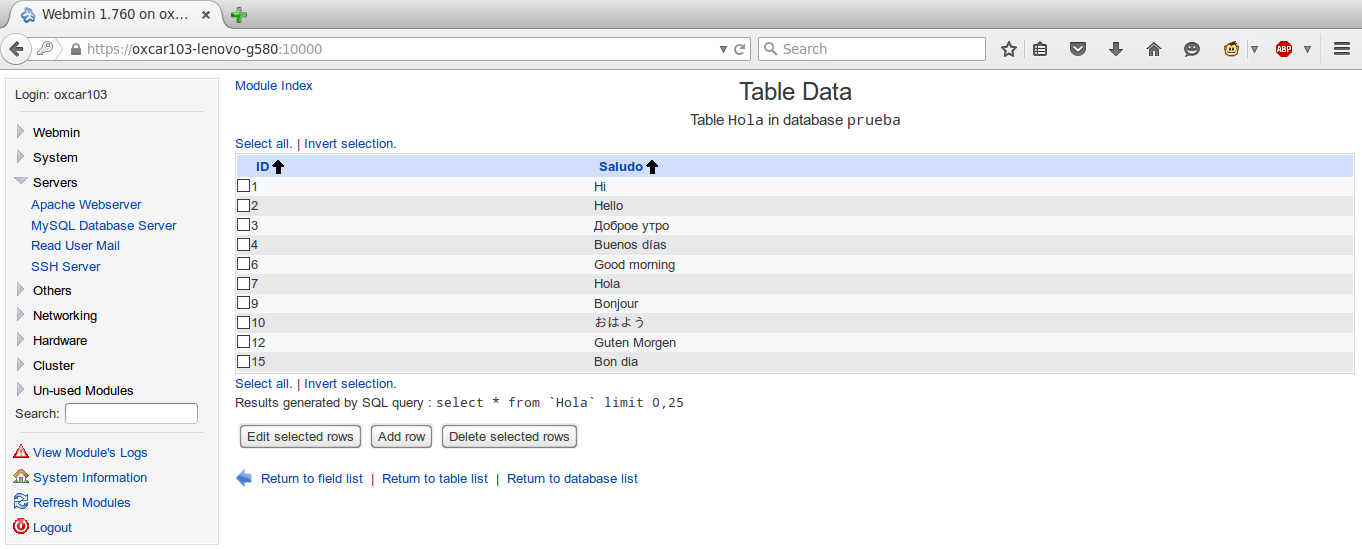 Webmin 1.760 on ox...
https://oxcar103-lenovo-g580:10000
Search
ABP
Login: oxcar103
Webmin
System
Servers
Apache Webserver
MySQL Database Server
Read User Mail
SSH Server
Others
Networking
Hardware
Cluster
Un-used Modules
Search:
View Module's Logs
System Information
Refresh Modules
Logout
Module Index
Table Data
Table Hola in database prueba
Select all. | Invert selection.
ID Saludo
1 Hi
2 Hello
3 Доброе утро
4 Buenos días
6 Good morning
7 Hola
9 Bonjour
10 おはよう
12 Guten Morgen
15 Bon dia
Select all. | Invert selection.
Results generated by SQL query : select * from `Hola` limit 0,25
Edit selected rows Add row Delete selected rows
Return to field list | Return to table list | Return to database list